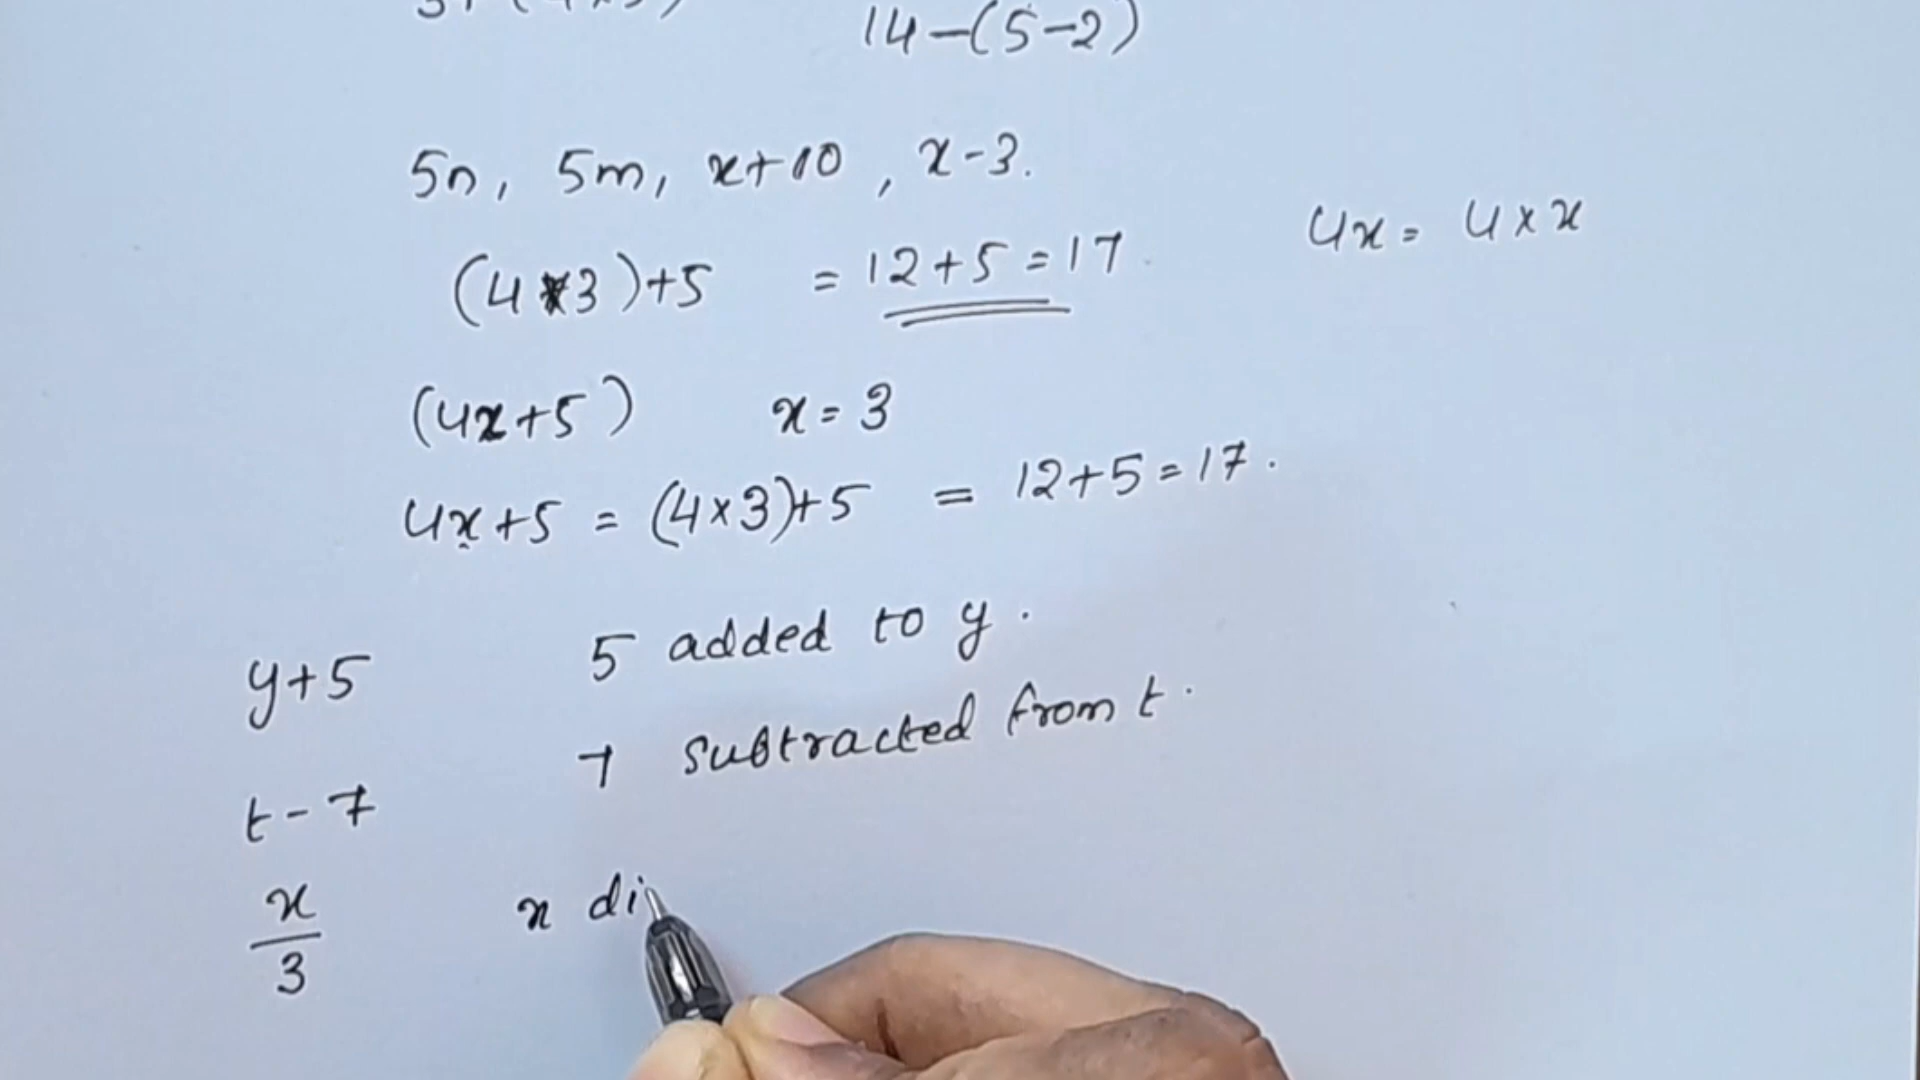 14-(5-2)
5n, 5m, x+10, x-3.
(4×3)+5 = 12+5=17.
4x= 4×x
(4x+5) x=3
4x+5 = (4×3)+5 = 12+5=17.
y+5 5 added to y.
t-7 7 subtracted from t.
x/3 x di